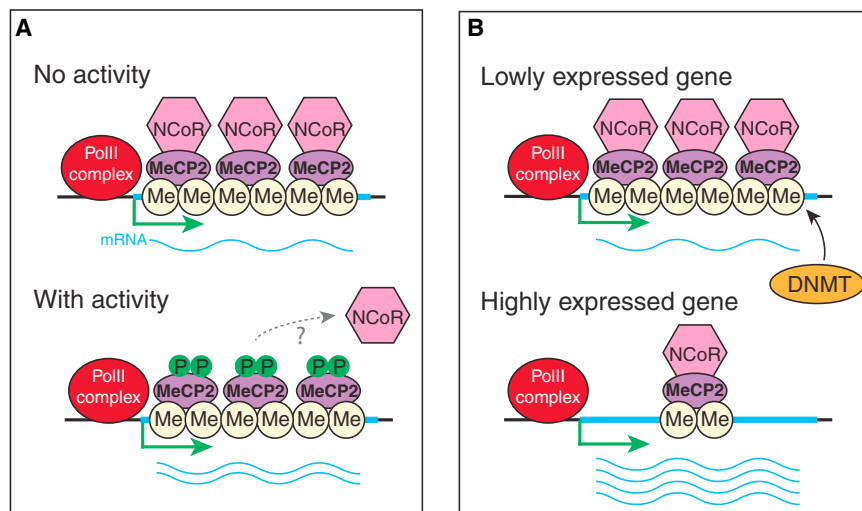 A
No activity
NCoR NCoR NCoR
PolII
complex
MeCP2 MeCP2 MeCP2
Me Me Me Me Me Me
mRNA
With activity
NCoR
?
P P P P P P
PolII
complex
MeCP2 MeCP2 MeCP2
Me Me Me Me Me Me
B
Lowly expressed gene
NCoR NCoR NCoR
PolII
complex
MeCP2 MeCP2 MeCP2
Me Me Me Me Me Me
DNMT
Highly expressed gene
NCoR
PolII
complex
MeCP2
Me Me